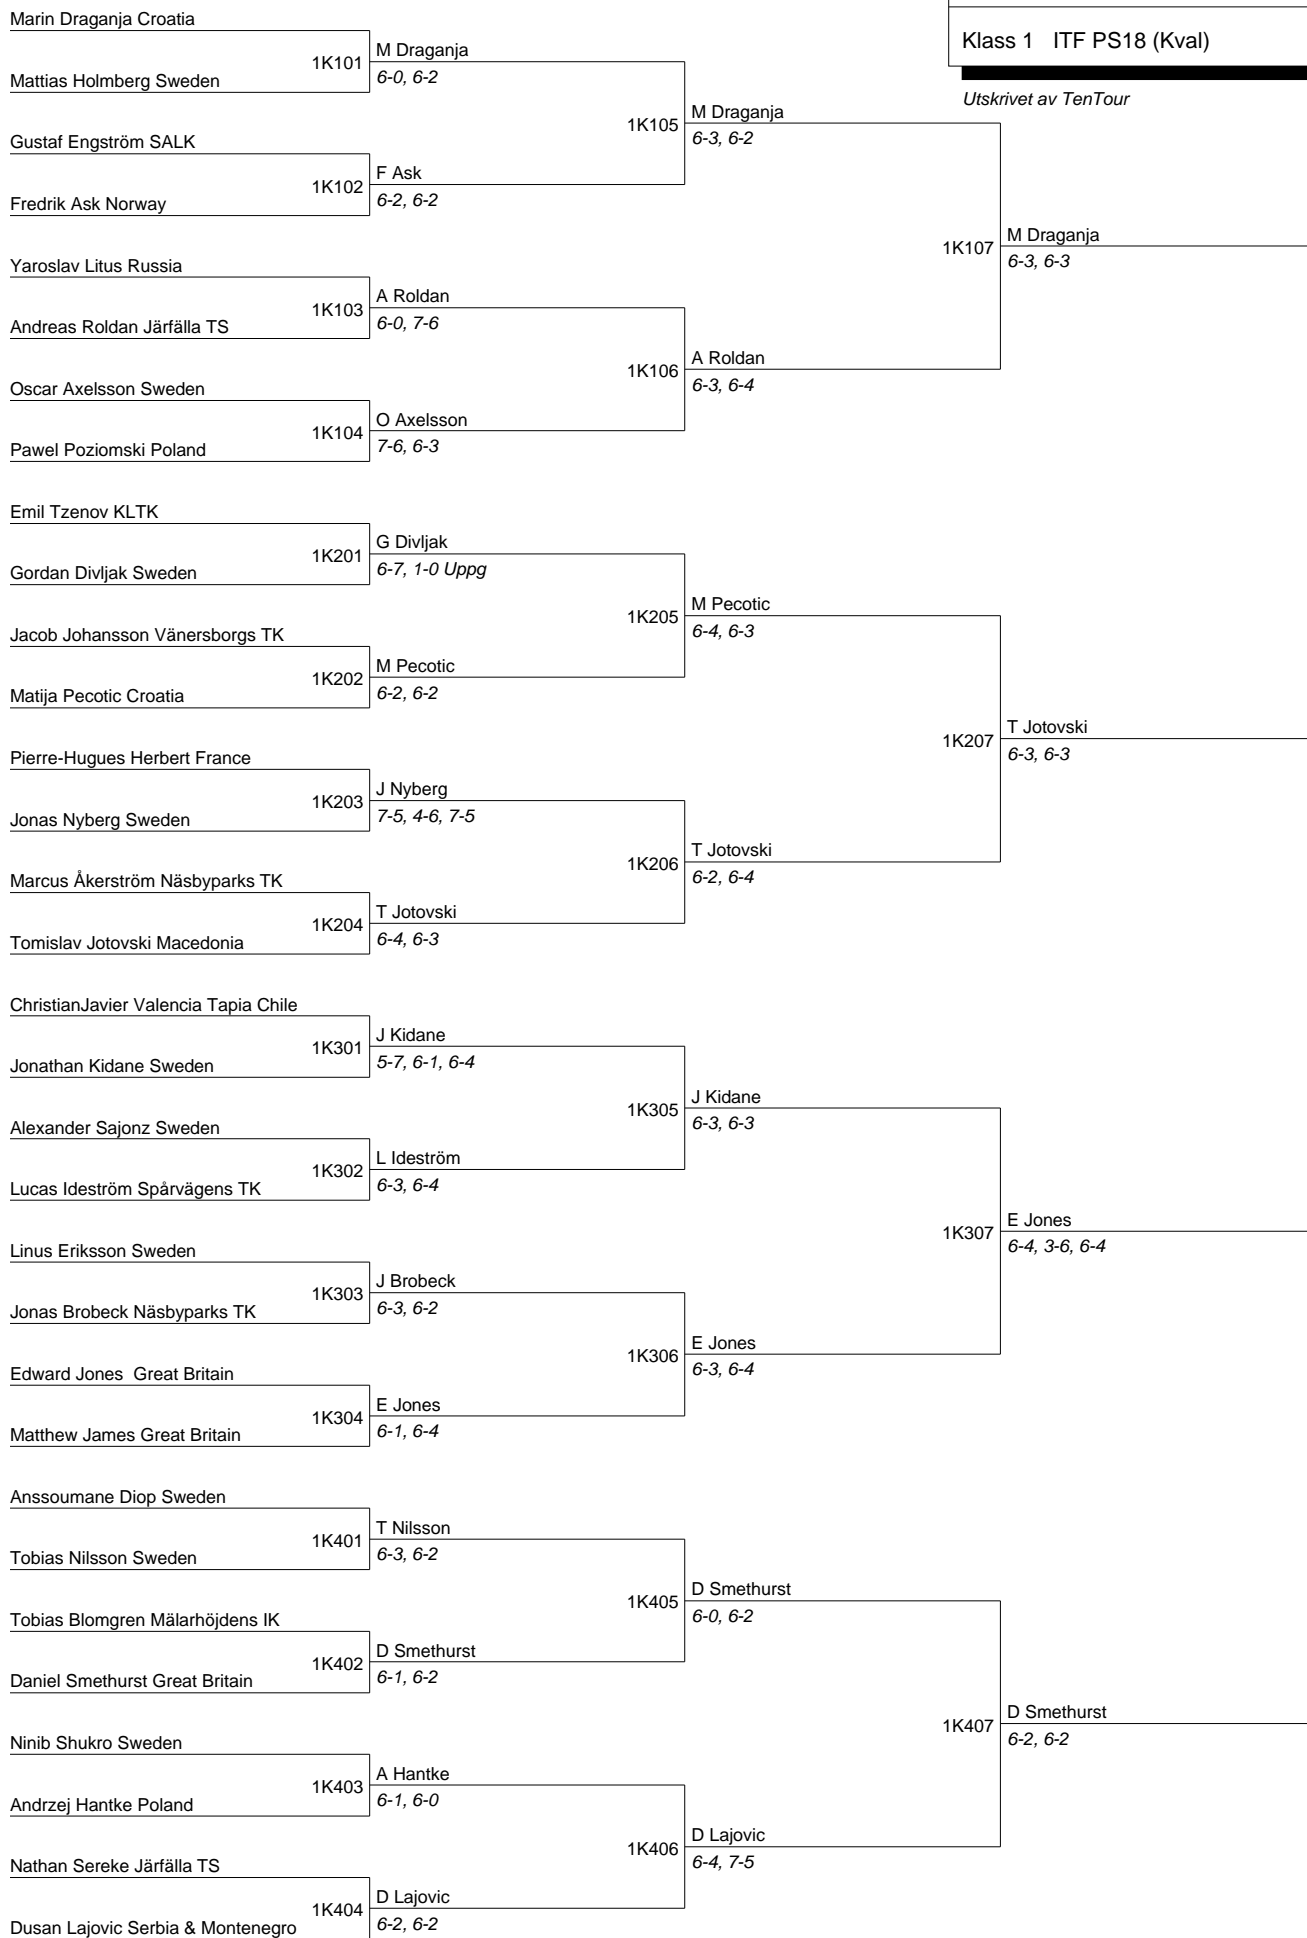 Klass 1 ITF PS18 (Kval)
Utskrivet av TenTour
Marin Draganja Croatia
1K101
M Draganja
6-0, 6-2
Mattias Holmberg Sweden
1K105
M Draganja
6-3, 6-2
Gustaf Engström SALK
1K102
F Ask
6-2, 6-2
Fredrik Ask Norway
1K107
M Draganja
6-3, 6-3
Yaroslav Litus Russia
1K103
A Roldan
6-0, 7-6
Andreas Roldan Järfälla TS
1K106
A Roldan
6-3, 6-4
Oscar Axelsson Sweden
1K104
O Axelsson
7-6, 6-3
Pawel Poziomski Poland
Emil Tzenov KLTK
1K201
G Divljak
6-7, 1-0 Uppg
Gordan Divljak Sweden
1K205
M Pecotic
6-4, 6-3
Jacob Johansson Vänersborgs TK
1K202
M Pecotic
6-2, 6-2
Matija Pecotic Croatia
1K207
T Jotovski
6-3, 6-3
Pierre-Hugues Herbert France
1K203
J Nyberg
7-5, 4-6, 7-5
Jonas Nyberg Sweden
1K206
T Jotovski
6-2, 6-4
Marcus Åkerström Näsbyparks TK
1K204
T Jotovski
6-4, 6-3
Tomislav Jotovski Macedonia
ChristianJavier Valencia Tapia Chile
1K301
J Kidane
5-7, 6-1, 6-4
Jonathan Kidane Sweden
1K305
J Kidane
6-3, 6-3
Alexander Sajonz Sweden
1K302
L Ideström
6-3, 6-4
Lucas Ideström Spårvägens TK
1K307
E Jones
6-4, 3-6, 6-4
Linus Eriksson Sweden
1K303
J Brobeck
6-3, 6-2
Jonas Brobeck Näsbyparks TK
1K306
E Jones
6-3, 6-4
Edward Jones  Great Britain
1K304
E Jones
6-1, 6-4
Matthew James Great Britain
Anssoumane Diop Sweden
1K401
T Nilsson
6-3, 6-2
Tobias Nilsson Sweden
1K405
D Smethurst
6-0, 6-2
Tobias Blomgren Mälarhöjdens IK
1K402
D Smethurst
6-1, 6-2
Daniel Smethurst Great Britain
1K407
D Smethurst
6-2, 6-2
Ninib Shukro Sweden
1K403
A Hantke
6-1, 6-0
Andrzej Hantke Poland
1K406
D Lajovic
6-4, 7-5
Nathan Sereke Järfälla TS
1K404
D Lajovic
6-2, 6-2
Dusan Lajovic Serbia & Montenegro